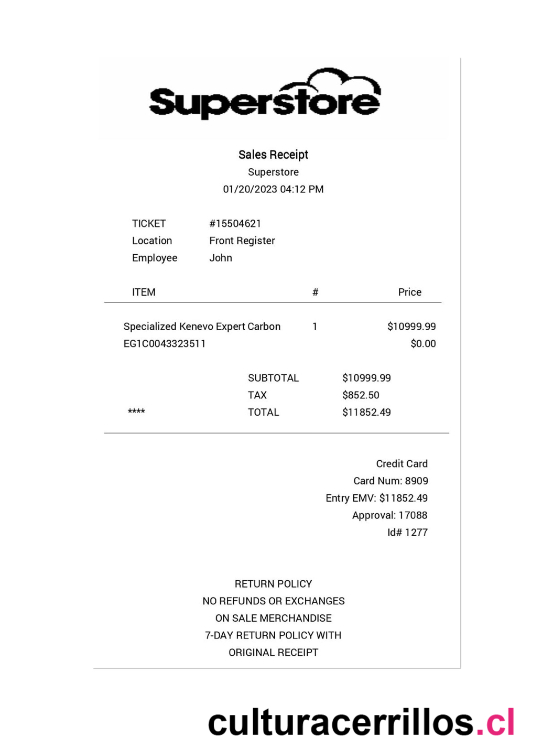 Superstore
Sales Receipt
Superstore
01/20/2023 04:12 PM
TICKET #15504621
Location Front Register
Employee John
ITEM # Price
Specialized Kenevo Expert Carbon 1 $10999.99
EG1C0043323511 $0.00
SUBTOTAL $10999.99
TAX $852.50
**** TOTAL $11852.49
Credit Card
Card Num: 8909
Entry EMV: $11852.49
Approval: 17088
Id# 1277
RETURN POLICY
NO REFUNDS OR EXCHANGES
ON SALE MERCHANDISE
7-DAY RETURN POLICY WITH
ORIGINAL RECEIPT
culturacerrillos.cl